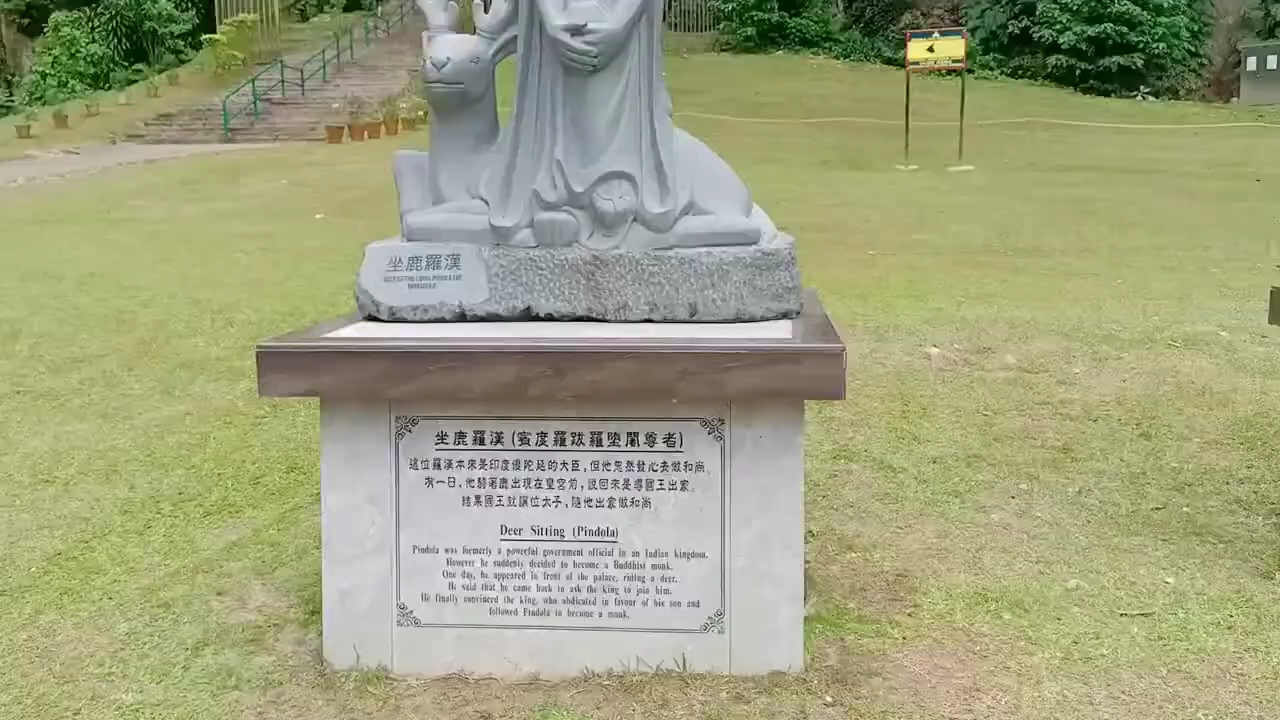 坐鹿羅漢
坐鹿羅漢(賓度羅跋羅墮闍尊者)
這位羅漢本來是印度優陀延的大臣，但他忽然發心去做和尚。
有一日，他騎著鹿出現在皇宮前，說回來是導國王出家。
結果國王就讓位太子，隨他出家做和尚。
Deer Sitting (Pindola)
Pindola was formerly a powerful government official in an Indian kingdom.
However he suddenly decided to become a Buddhist monk.
One day, he appeared in front of the palace, riding a deer.
He said that he came back to ask the king to join him.
He finally convinced the king, who abdicated in favour of his son and
followed Pindola to become a monk.